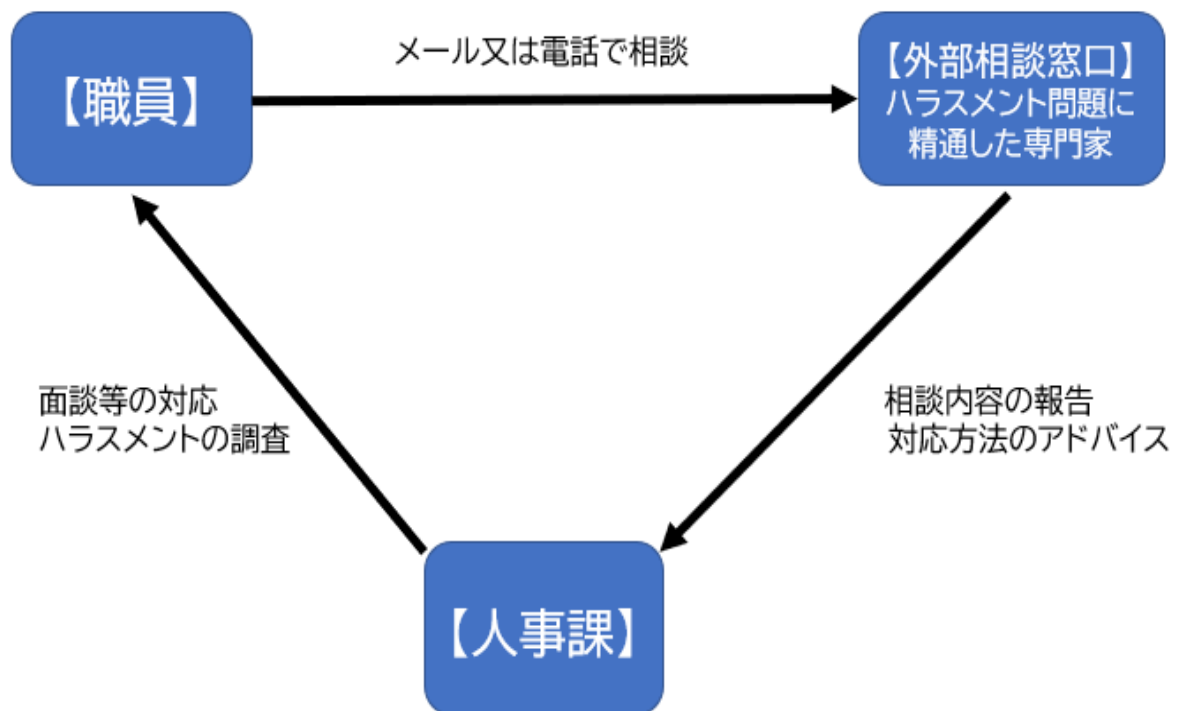 【職員】
メール又は電話で相談
【外部相談窓口】
ハラスメント問題に
精通した専門家
面談等の対応
ハラスメントの調査
相談内容の報告
対応方法のアドバイス
【人事課】